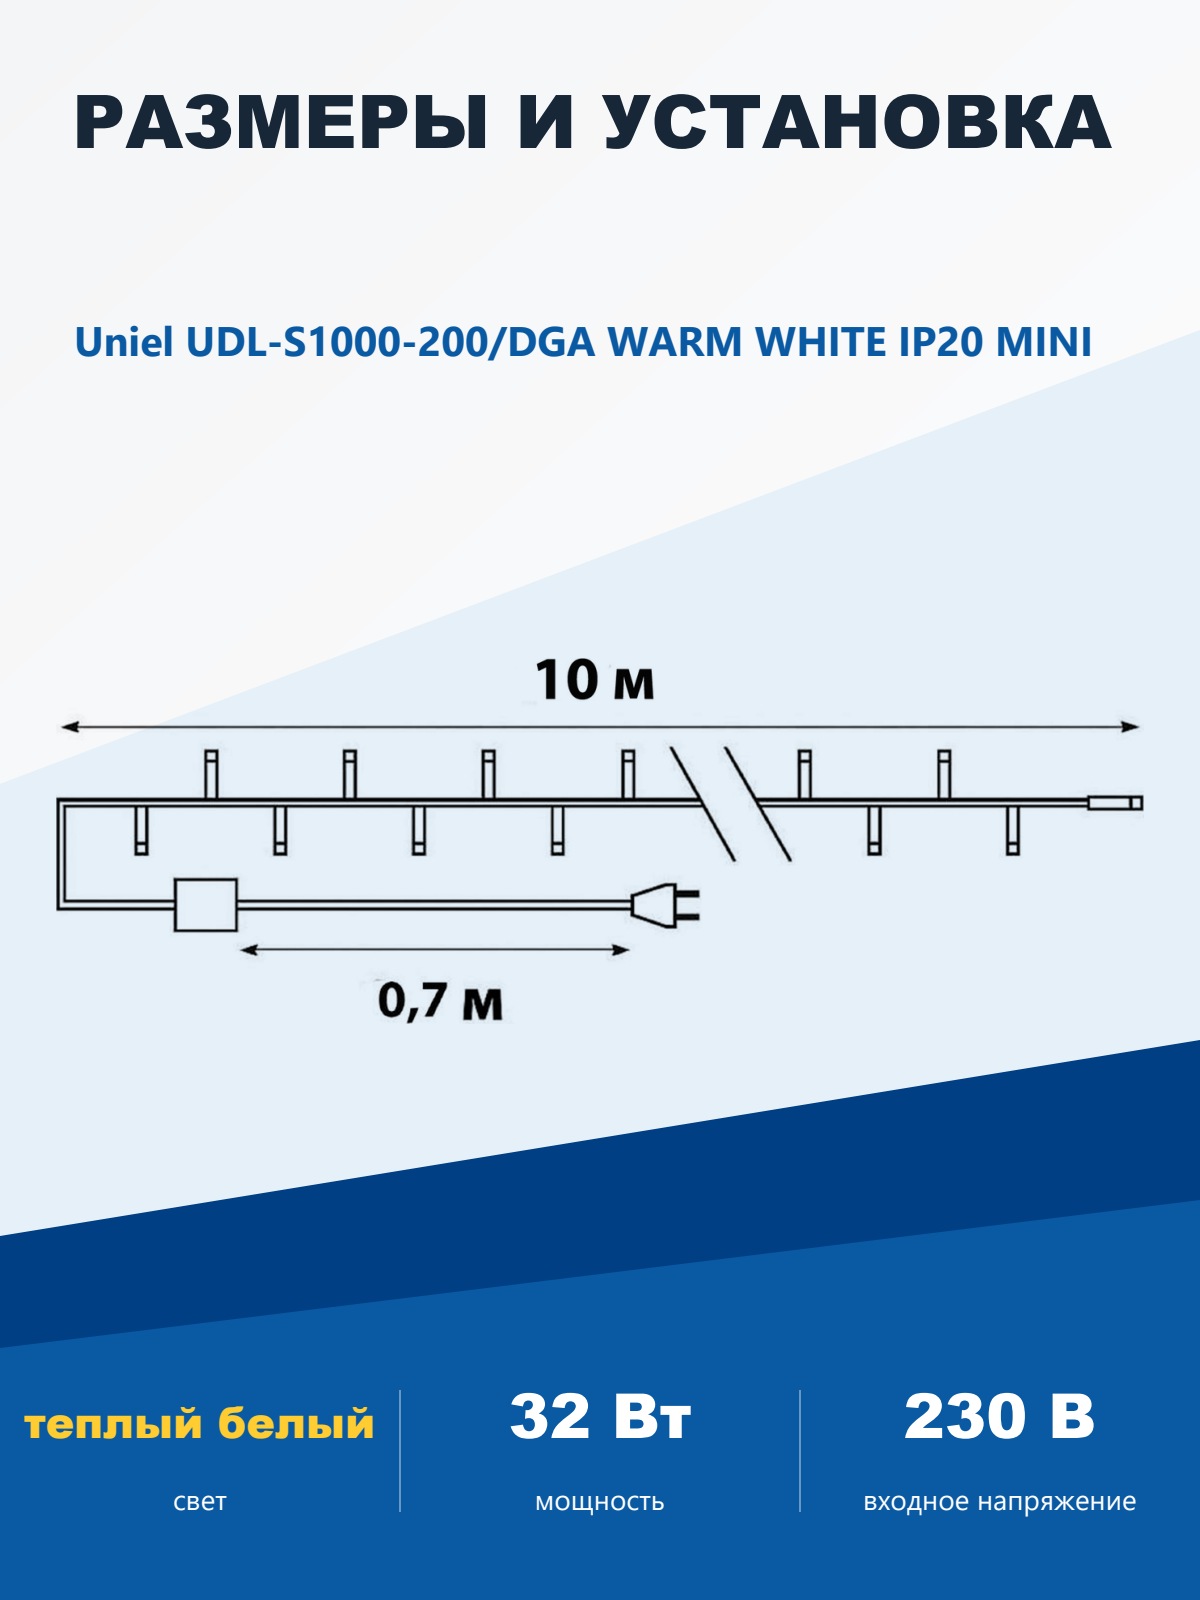 РАЗМЕРЫ И УСТАНОВКА
Uniel UDL-S1000-200/DGA WARM WHITE IP20 MINI
10 м
0,7 м
теплый белый
свет
32 Вт
мощность
230 В
входное напряжение